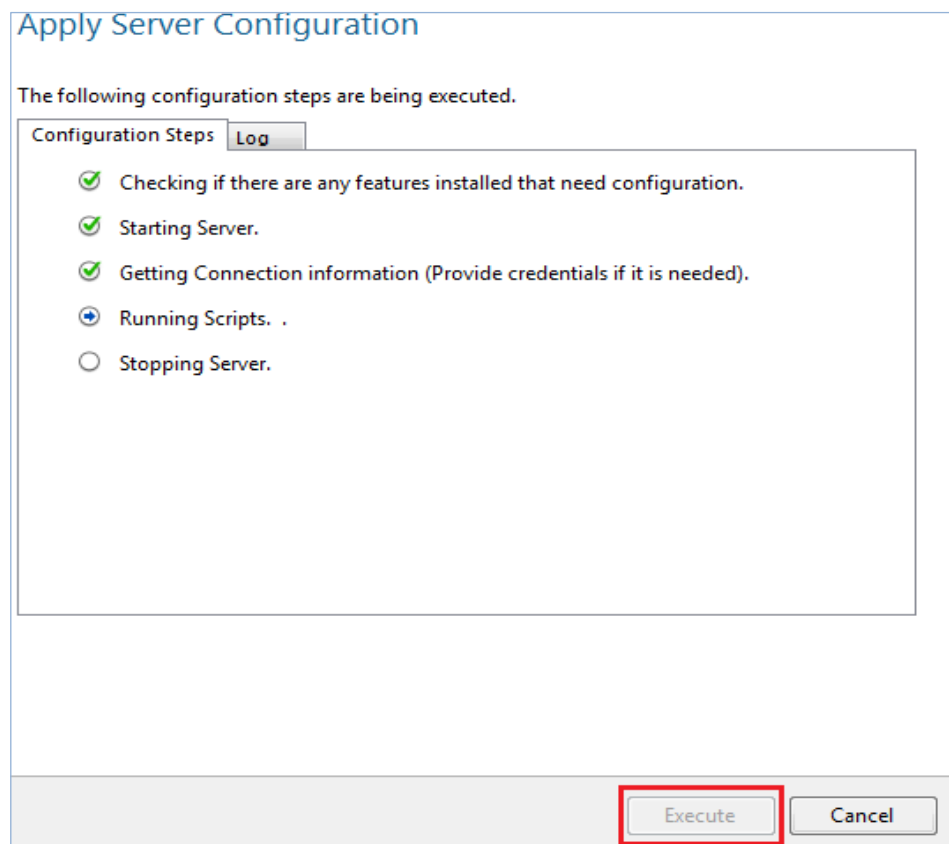 Apply Server Configuration
The following configuration steps are being executed.
Configuration Steps Log
Checking if there are any features installed that need configuration.
Starting Server.
Getting Connection information (Provide credentials if it is needed).
Running Scripts. .
Stopping Server.
Execute Cancel